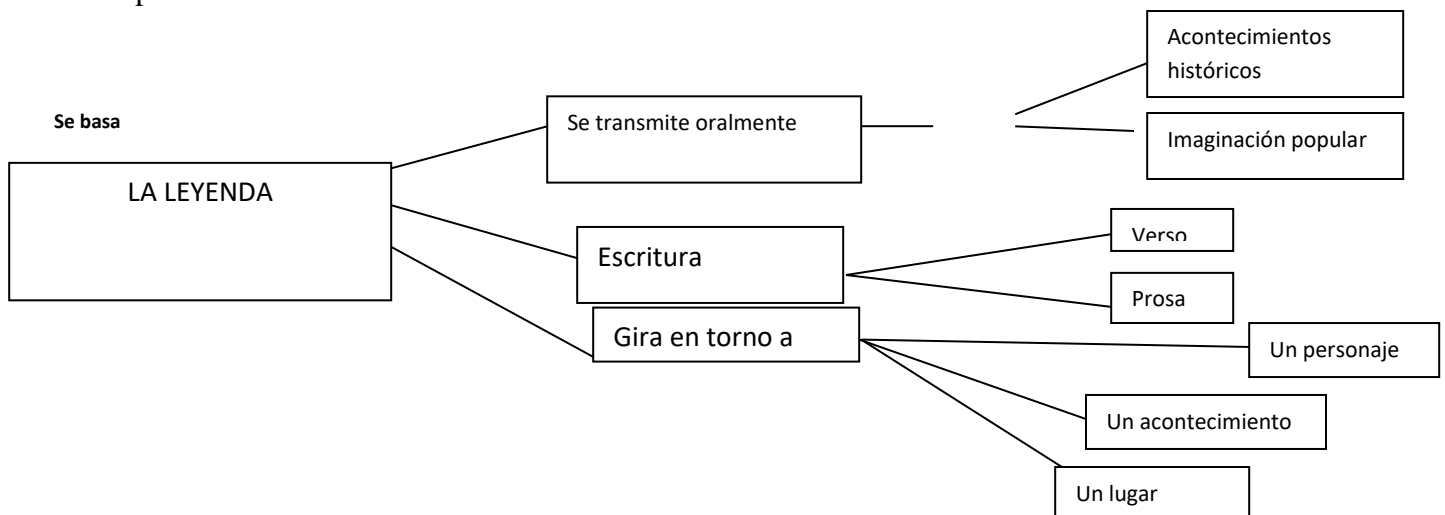 Acontecimientos
históricos
Se basa
Se transmite oralmente
Imaginación popular
LA LEYENDA
Verso
Escritura
Prosa
Gira en torno a
Un personaje
Un acontecimiento
Un lugar